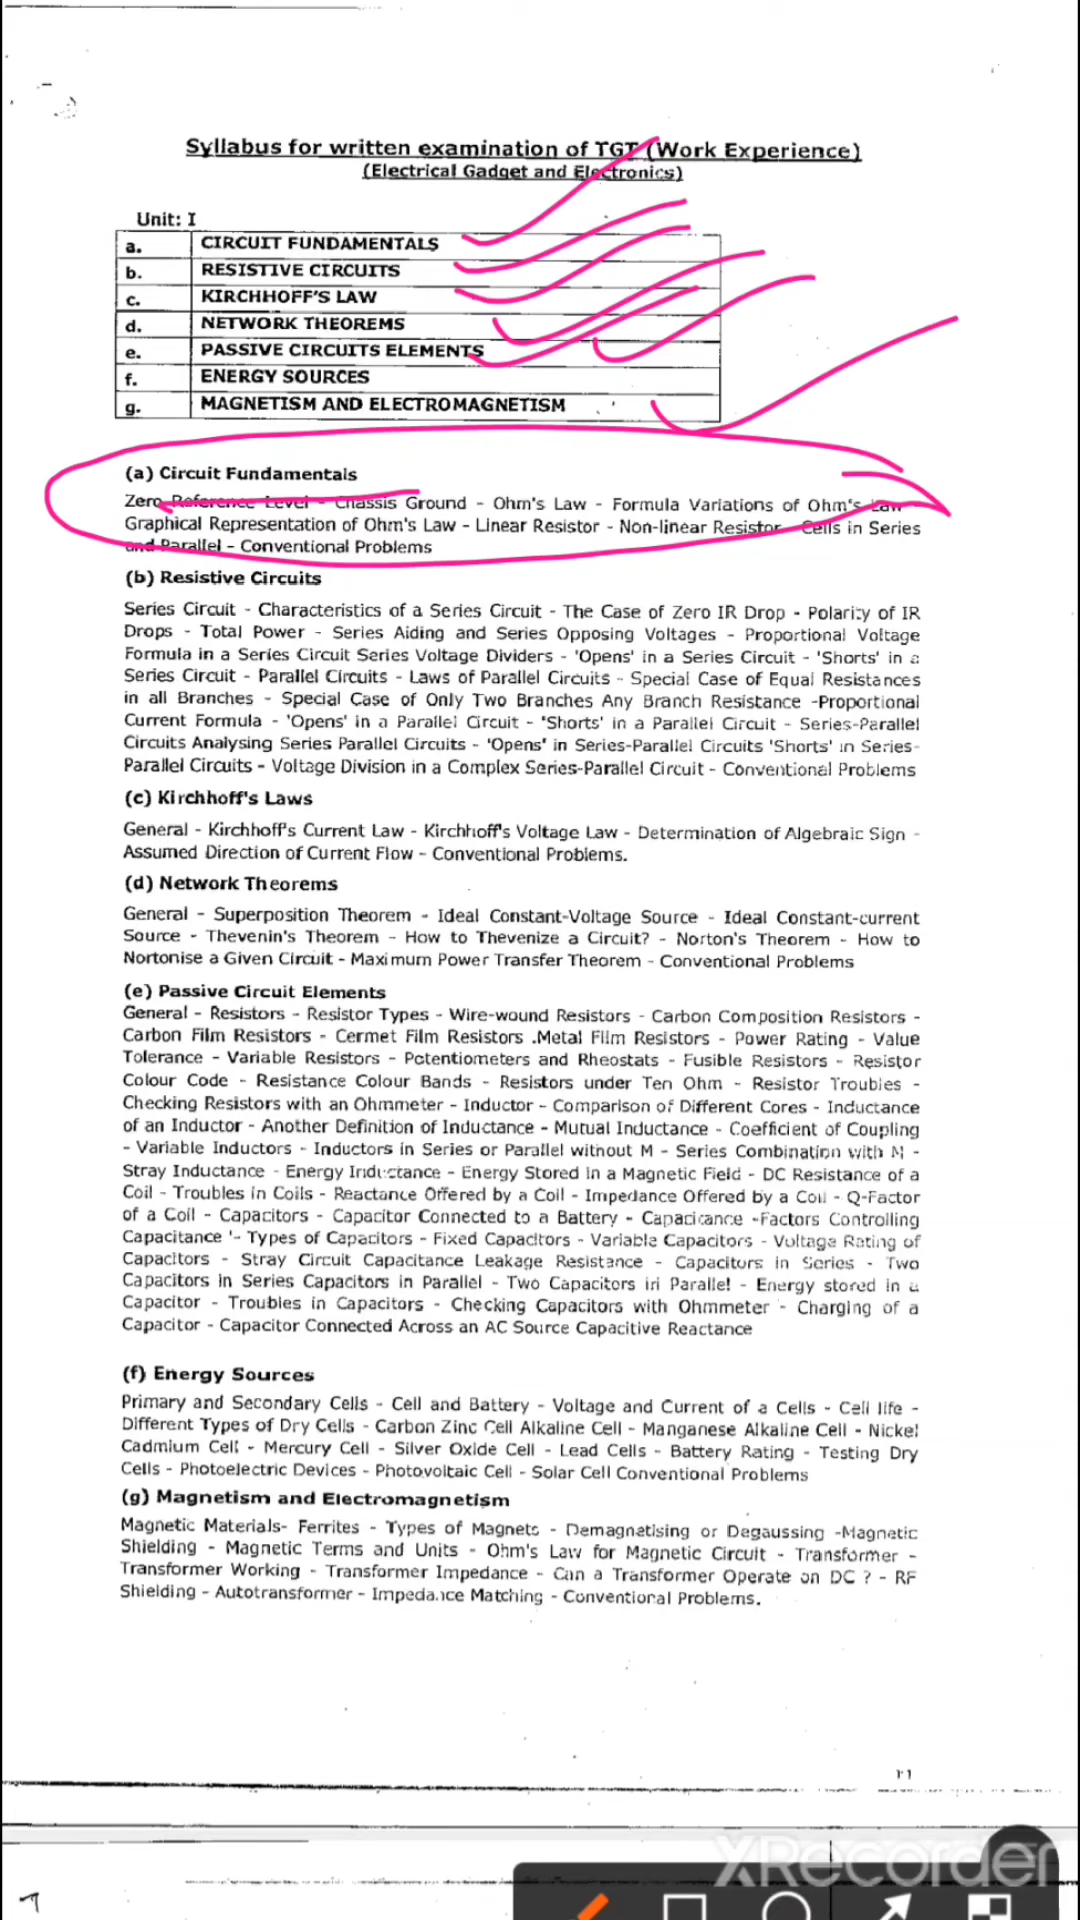 Syllabus for written examination of TGT (Work Experience)
(Electrical Gadget and Electronics)
Unit: I
a. CIRCUIT FUNDAMENTALS
b. RESISTIVE CIRCUITS
c. KIRCHHOFF'S LAW
d. NETWORK THEOREMS
e. PASSIVE CIRCUITS ELEMENTS
f. ENERGY SOURCES
g. MAGNETISM AND ELECTROMAGNETISM
(a) Circuit Fundamentals
Zero Reference Level - Chassis Ground - Ohm's Law - Formula Variations of Ohm's Law -
Graphical Representation of Ohm's Law - Linear Resistor - Non-linear Resistor - Cells in Series
and Parallel - Conventional Problems
(b) Resistive Circuits
Series Circuit - Characteristics of a Series Circuit - The Case of Zero IR Drop - Polarity of IR
Drops - Total Power - Series Aiding and Series Opposing Voltages - Proportional Voltage
Formula in a Series Circuit Series Voltage Dividers - 'Opens' in a Series Circuit - 'Shorts' in a
Series Circuit - Parallel Circuits - Laws of Parallel Circuits - Special Case of Equal Resistances
in all Branches - Special Case of Only Two Branches Any Branch Resistance -Proportional
Current Formula - 'Opens' in a Parallel Circuit - 'Shorts' in a Parallel Circuit - Series-Parallel
Circuits Analysing Series Parallel Circuits - 'Opens' in Series-Parallel Circuits 'Shorts' in Series-
Parallel Circuits - Voltage Division in a Complex Series-Parallel Circuit - Conventional Problems
(c) Kirchhoff's Laws
General - Kirchhoff's Current Law - Kirchhoff's Voltage Law - Determination of Algebraic Sign -
Assumed Direction of Current Flow - Conventional Problems.
(d) Network Theorems
General - Superposition Theorem - Ideal Constant-Voltage Source - Ideal Constant-current
Source - Thevenin's Theorem - How to Thevenize a Circuit? - Norton's Theorem - How to
Nortonise a Given Circuit - Maximum Power Transfer Theorem - Conventional Problems
(e) Passive Circuit Elements
General - Resistors - Resistor Types - Wire-wound Resistors - Carbon Composition Resistors -
Carbon Film Resistors - Cermet Film Resistors .Metal Film Resistors - Power Rating - Value
Tolerance - Variable Resistors - Potentiometers and Rheostats - Fusible Resistors - Resistor
Colour Code - Resistance Colour Bands - Resistors under Ten Ohm - Resistor Troubles -
Checking Resistors with an Ohmmeter - Inductor - Comparison of Different Cores - Inductance
of an Inductor - Another Definition of Inductance - Mutual Inductance - Coefficient of Coupling
- Variable Inductors - Inductors in Series or Parallel without M - Series Combination with M -
Stray Inductance - Energy Inductance - Energy Stored in a Magnetic Field - DC Resistance of a
Coil - Troubles in Coils - Reactance Offered by a Coil - Impedance Offered by a Coil - Q-Factor
of a Coil - Capacitors - Capacitor Connected to a Battery - Capacitance -Factors Controlling
Capacitance '- Types of Capacitors - Fixed Capacitors - Variable Capacitors - Voltage Rating of
Capacitors - Stray Circuit Capacitance Leakage Resistance - Capacitors in Series - Two
Capacitors in Series Capacitors in Parallel - Two Capacitors in Parallel - Energy stored in a
Capacitor - Troubles in Capacitors - Checking Capacitors with Ohmmeter - Charging of a
Capacitor - Capacitor Connected Across an AC Source Capacitive Reactance
(f) Energy Sources
Primary and Secondary Cells - Cell and Battery - Voltage and Current of a Cells - Cell life -
Different Types of Dry Cells - Carbon Zinc Cell Alkaline Cell - Manganese Alkaline Cell - Nickel
Cadmium Cell - Mercury Cell - Silver Oxide Cell - Lead Cells - Battery Rating - Testing Dry
Cells - Photoelectric Devices - Photovoltaic Cell - Solar Cell Conventional Problems
(g) Magnetism and Electromagnetism
Magnetic Materials- Ferrites - Types of Magnets - Demagnetising or Degaussing -Magnetic
Shielding - Magnetic Terms and Units - Ohm's Law for Magnetic Circuit - Transformer -
Transformer Working - Transformer Impedance - Can a Transformer Operate on DC ? - RF
Shielding - Autotransformer - Impedance Matching - Conventional Problems.
XRecorder